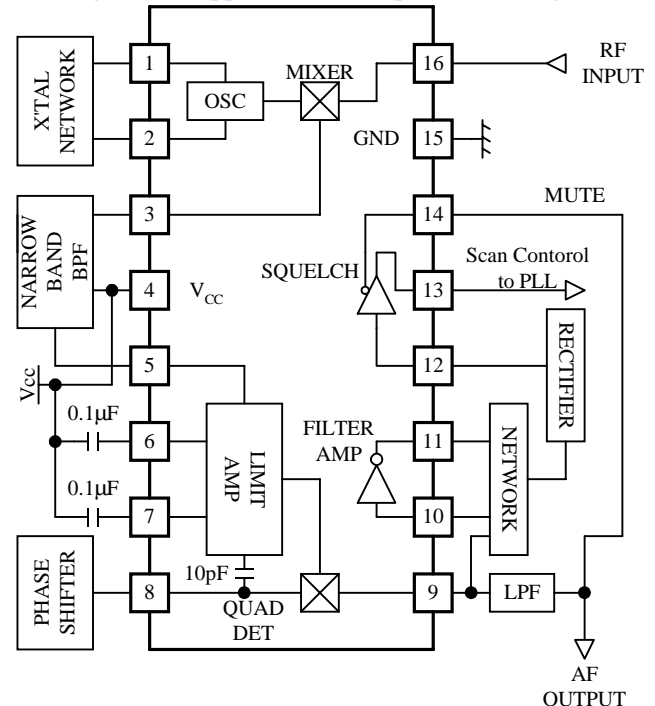 1
16
RF
INPUT
X'TAL
NETWORK
MIXER
OSC
2
GND
15
MUTE
3
14
NARROW
BAND
BPF
SQUELCH
Scan Contorol
to PLL
4
VCC
13
5
12
RECTIFIER
Vcc
0.1µF
6
LIMIT
AMP
FILTER
AMP
11
NETWORK
0.1µF
7
10
PHASE
SHIFTER
10pF
8
QUAD
DET
9
LPF
AF
OUTPUT